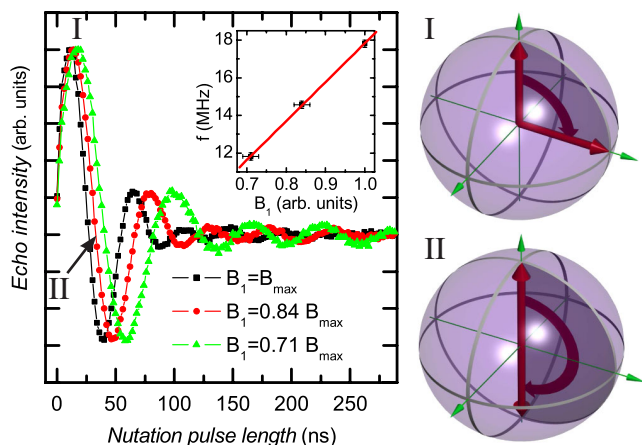 I
I
18
16
14
12
f (MHz)
0.7
0.8
0.9
1.0
B₁ (arb. units)
Echo intensity (arb. units)
II
II
B₁=Bmax
B₁=0.84 Bmax
B₁=0.71 Bmax
0
50
100
150
200
250
Nutation pulse length (ns)